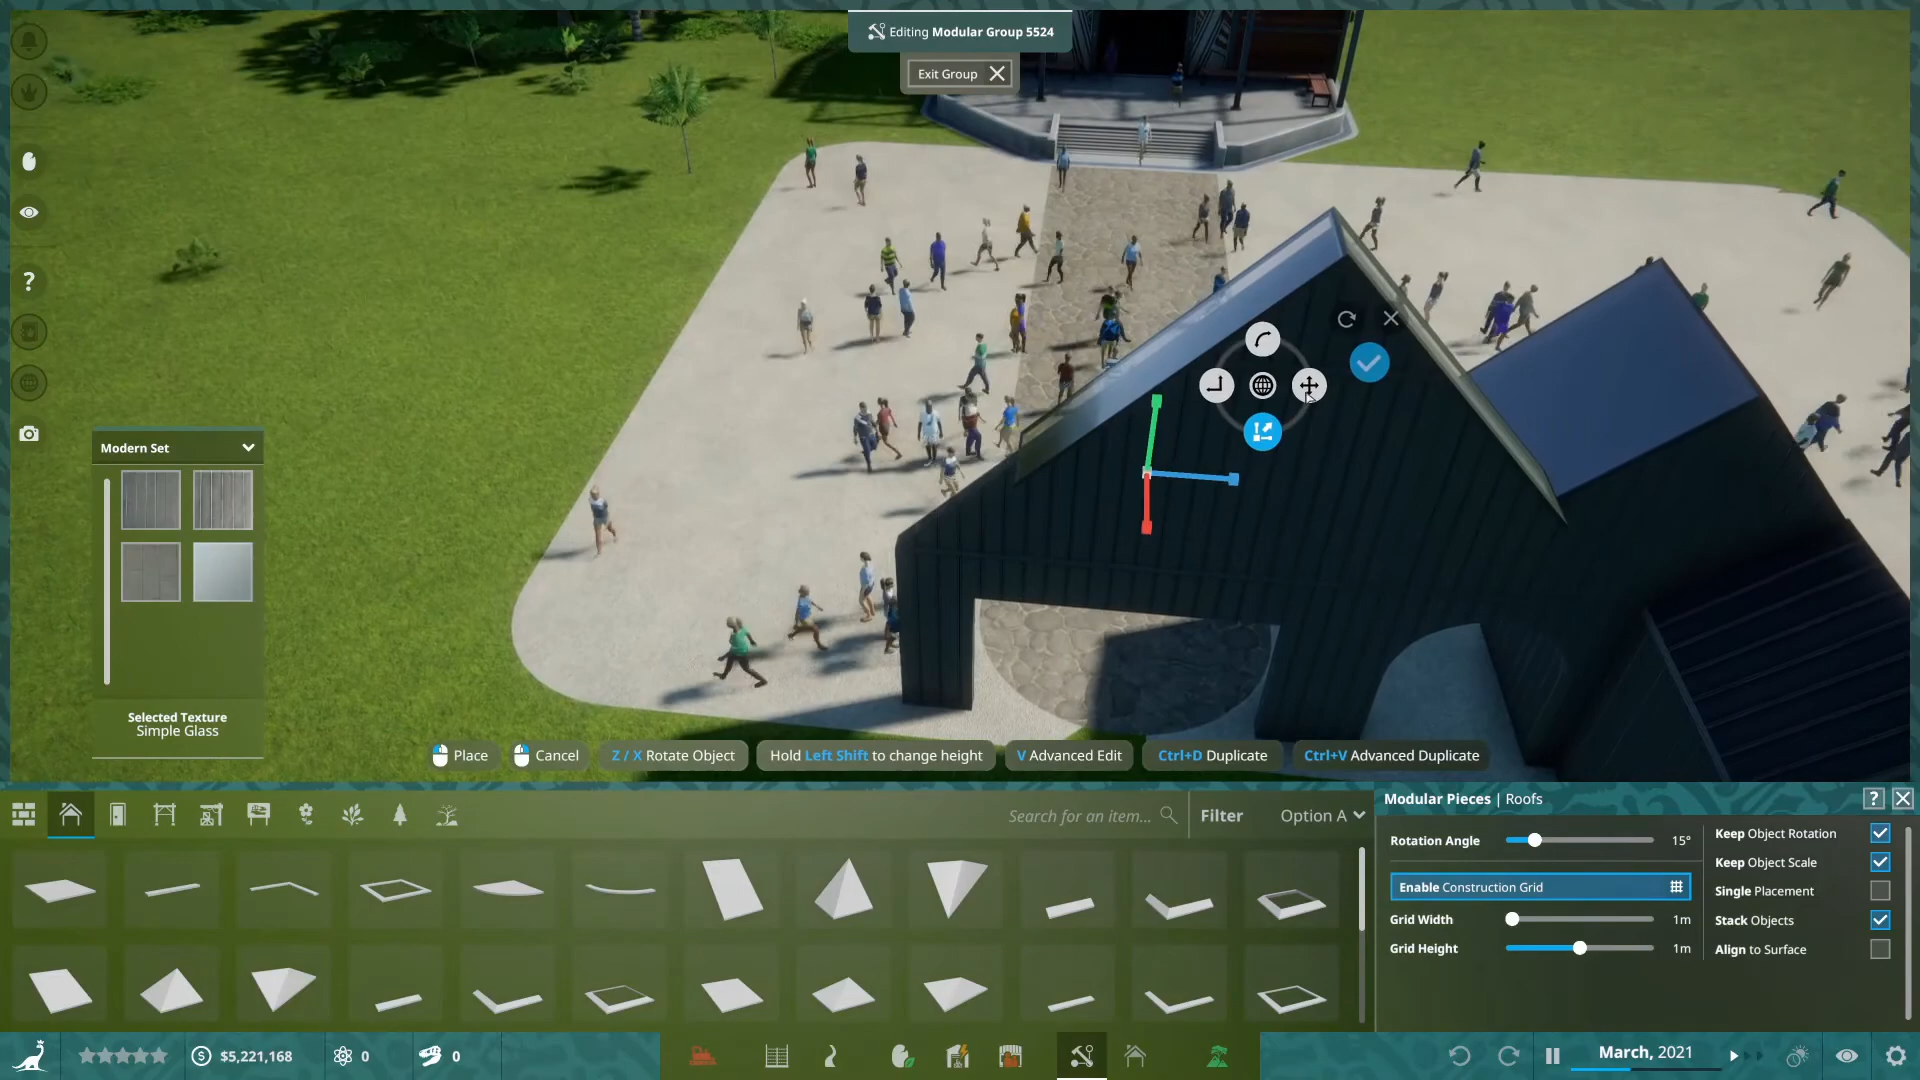 Editing Modular Group 5524
Exit Group
Modern Set
Selected Texture
Simple Glass
Place
Cancel
Z / X Rotate Object
Hold Left Shift to change height
V Advanced Edit
Ctrl+D Duplicate
Ctrl+V Advanced Duplicate
Search for an item...
Filter
Option A
Modular Pieces | Roofs
?
Rotation Angle
15°
Enable Construction Grid
Grid Width
1m
Grid Height
1m
Keep Object Rotation
Keep Object Scale
Single Placement
Stack Objects
Align to Surface
?
$5,221,168
0
0
March, 2021